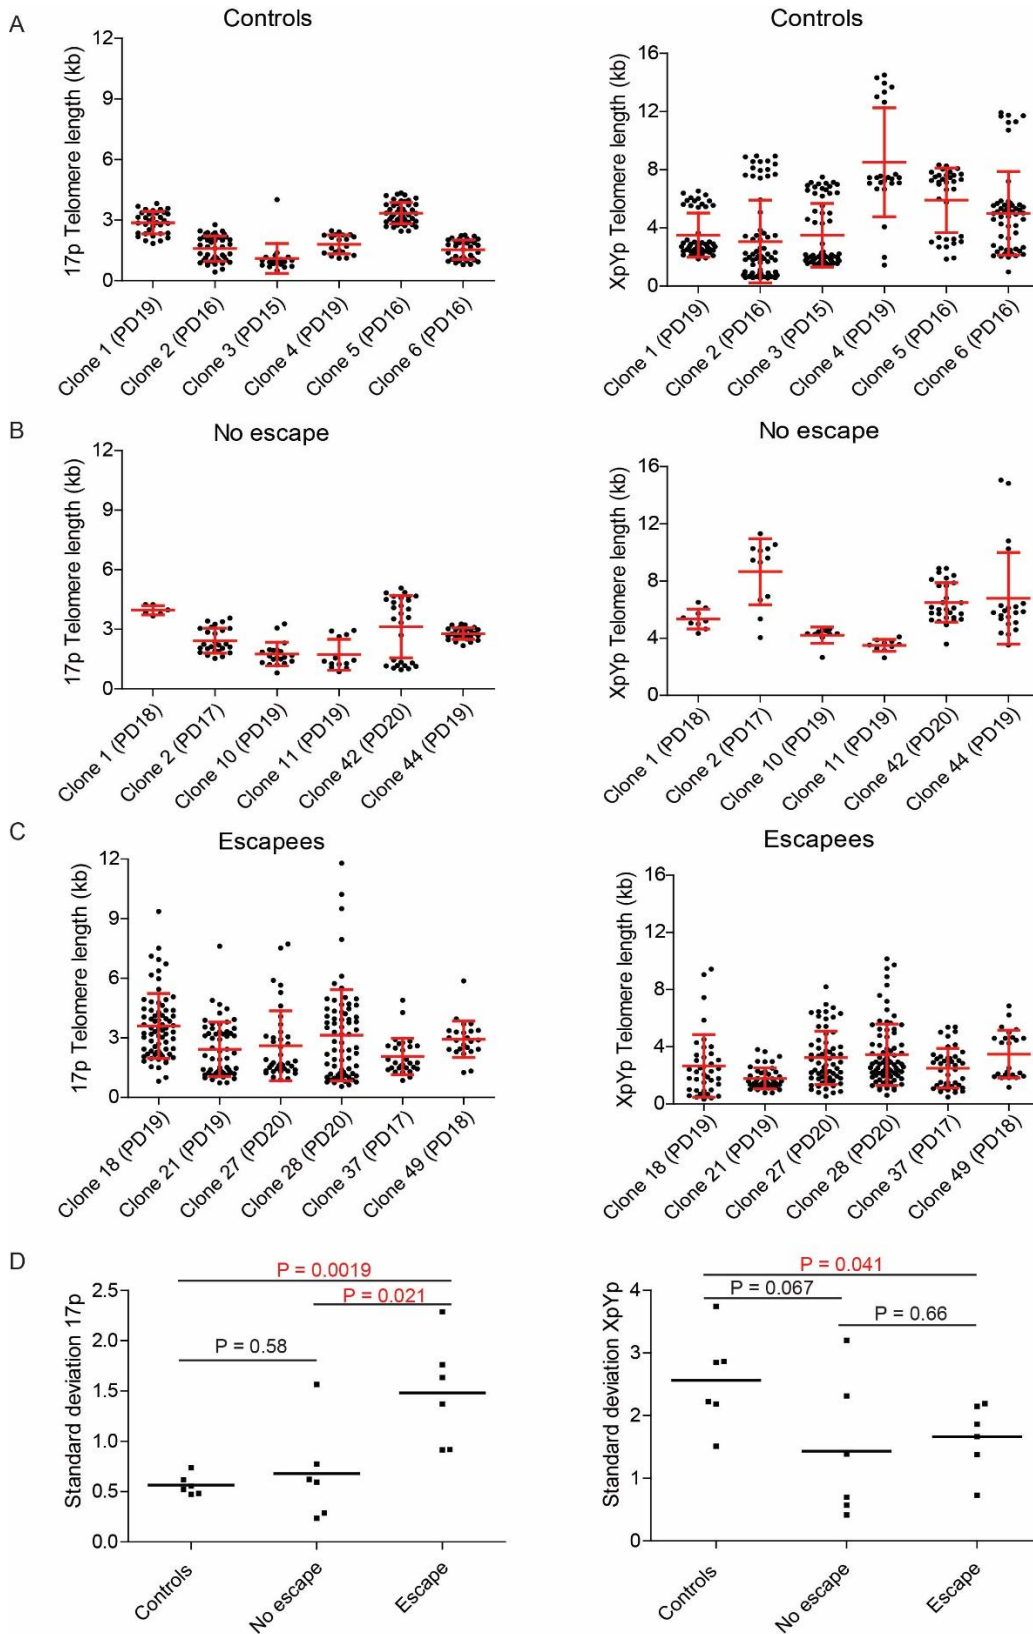 A
Controls
17p Telomere length (kb)
12
9
6
3
0
Clone 1 (PD19)
Clone 2 (PD16)
Clone 3 (PD15)
Clone 4 (PD19)
Clone 5 (PD16)
Clone 6 (PD16)
Controls
XpYp Telomere length (kb)
16
12
8
4
0
Clone 1 (PD19)
Clone 2 (PD16)
Clone 3 (PD15)
Clone 4 (PD19)
Clone 5 (PD16)
Clone 6 (PD16)
B
No escape
17p Telomere length (kb)
12
9
6
3
0
Clone 1 (PD18)
Clone 2 (PD17)
Clone 10 (PD19)
Clone 11 (PD19)
Clone 42 (PD20)
Clone 44 (PD19)
No escape
XpYp Telomere length (kb)
16
12
8
4
0
Clone 1 (PD18)
Clone 2 (PD17)
Clone 10 (PD19)
Clone 11 (PD19)
Clone 42 (PD20)
Clone 44 (PD19)
C
Escapees
17p Telomere length (kb)
12
9
6
3
0
Clone 18 (PD19)
Clone 21 (PD19)
Clone 27 (PD20)
Clone 28 (PD20)
Clone 37 (PD17)
Clone 49 (PD18)
Escapees
XpYp Telomere length (kb)
16
12
8
4
0
Clone 18 (PD19)
Clone 21 (PD19)
Clone 27 (PD20)
Clone 28 (PD20)
Clone 37 (PD17)
Clone 49 (PD18)
D
Standard deviation 17p
2.5
2.0
1.5
1.0
0.5
0.0
P = 0.0019
P = 0.021
P = 0.58
Controls
No escape
Escape
Standard deviation XpYp
4
3
2
1
0
P = 0.041
P = 0.067
P = 0.66
Controls
No escape
Escape